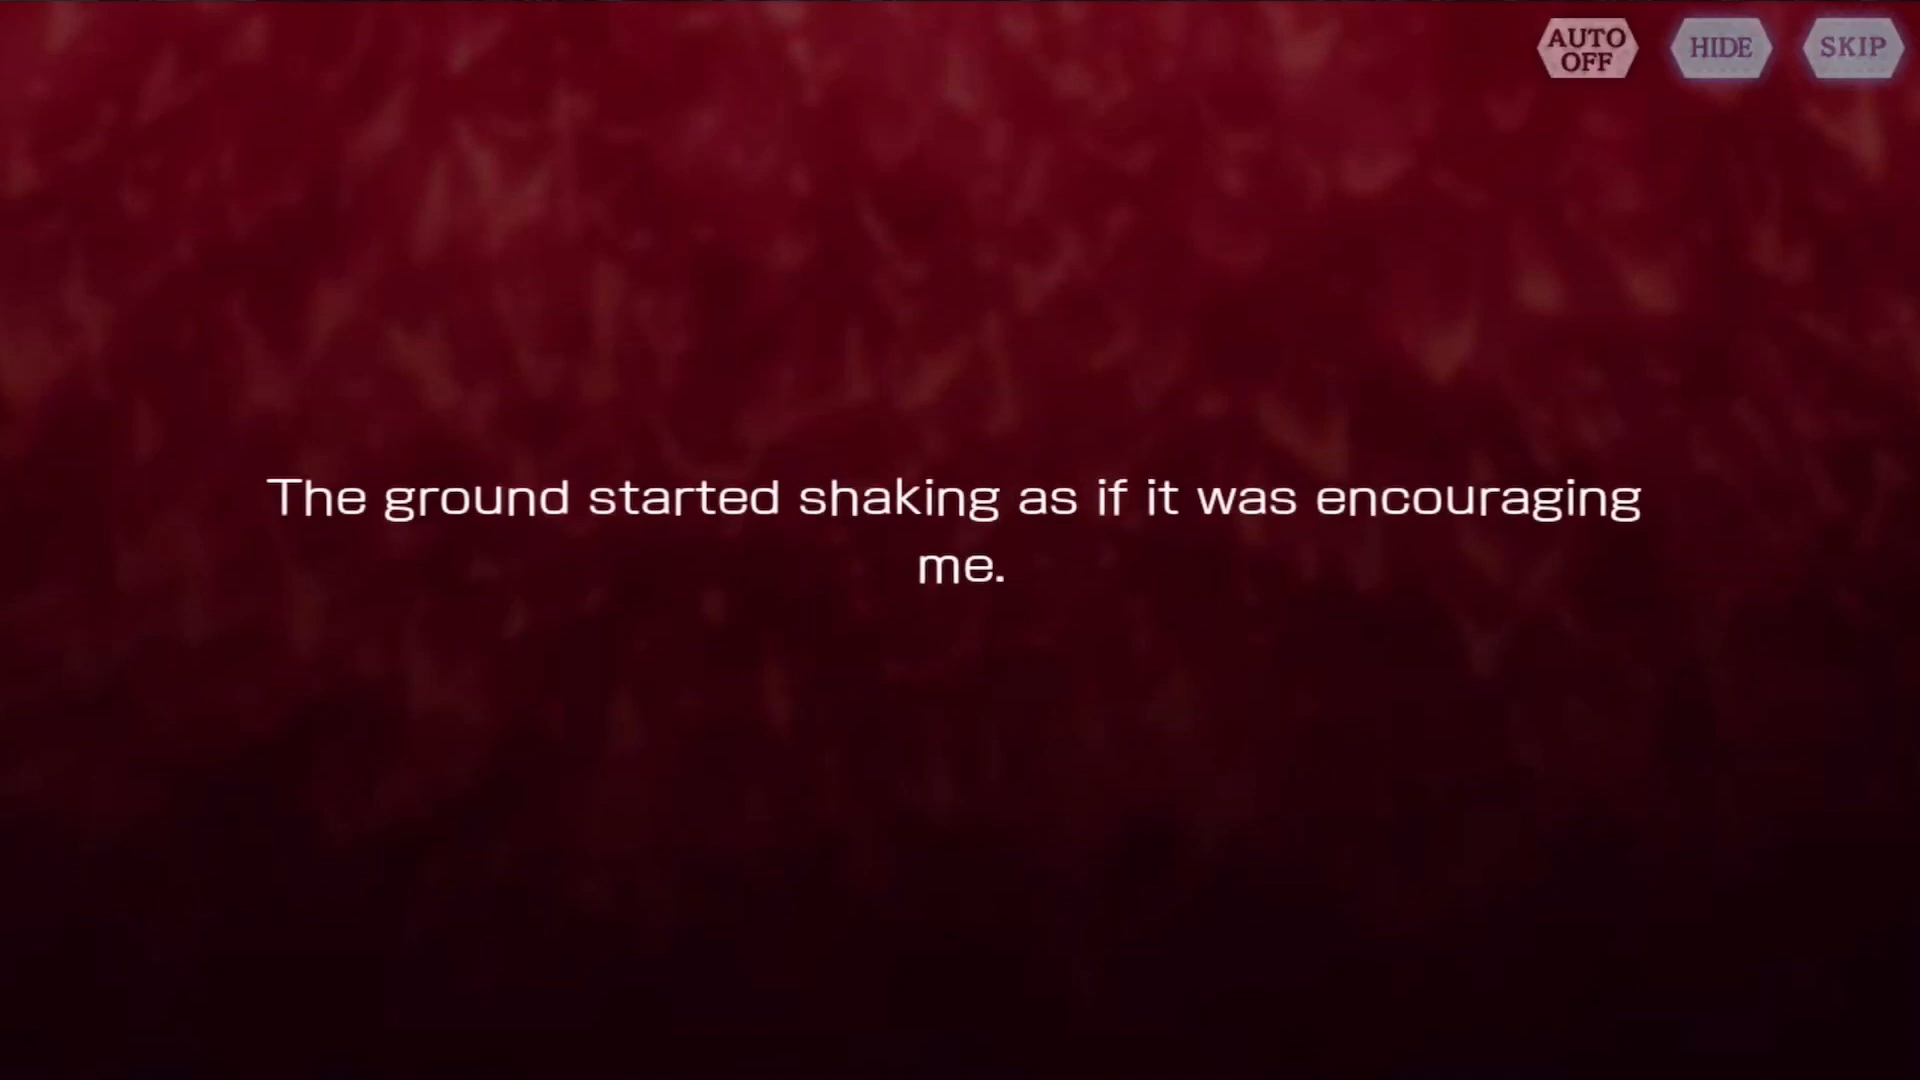 AUTO
OFF
HIDE
SKIP
The ground started shaking as if it was encouraging
me.